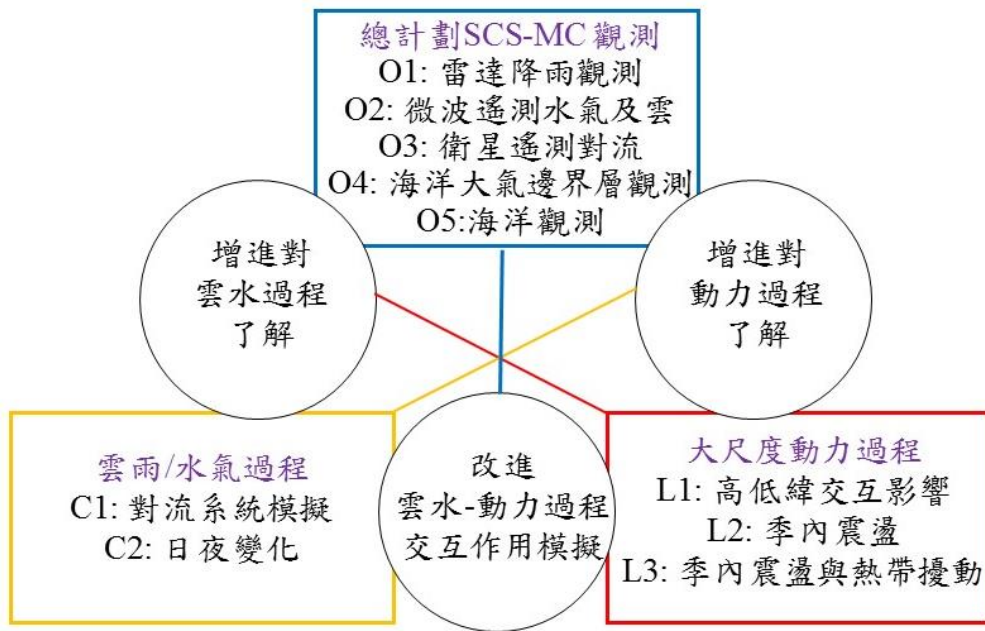 總計劃SCS-MC觀測
O1: 雷達降雨觀測
O2: 微波遙測水氣及雲
O3: 衛星遙測對流
O4: 海洋大氣邊界層觀測
O5:海洋觀測
增進對
雲水過程
了解
增進對
動力過程
了解
雲雨/水氣過程
C1: 對流系統模擬
C2: 日夜變化
改進
雲水-動力過程
交互作用模擬
大尺度動力過程
L1: 高低緯交互影響
L2: 季內震盪
L3: 季內震盪與熱帶擾動